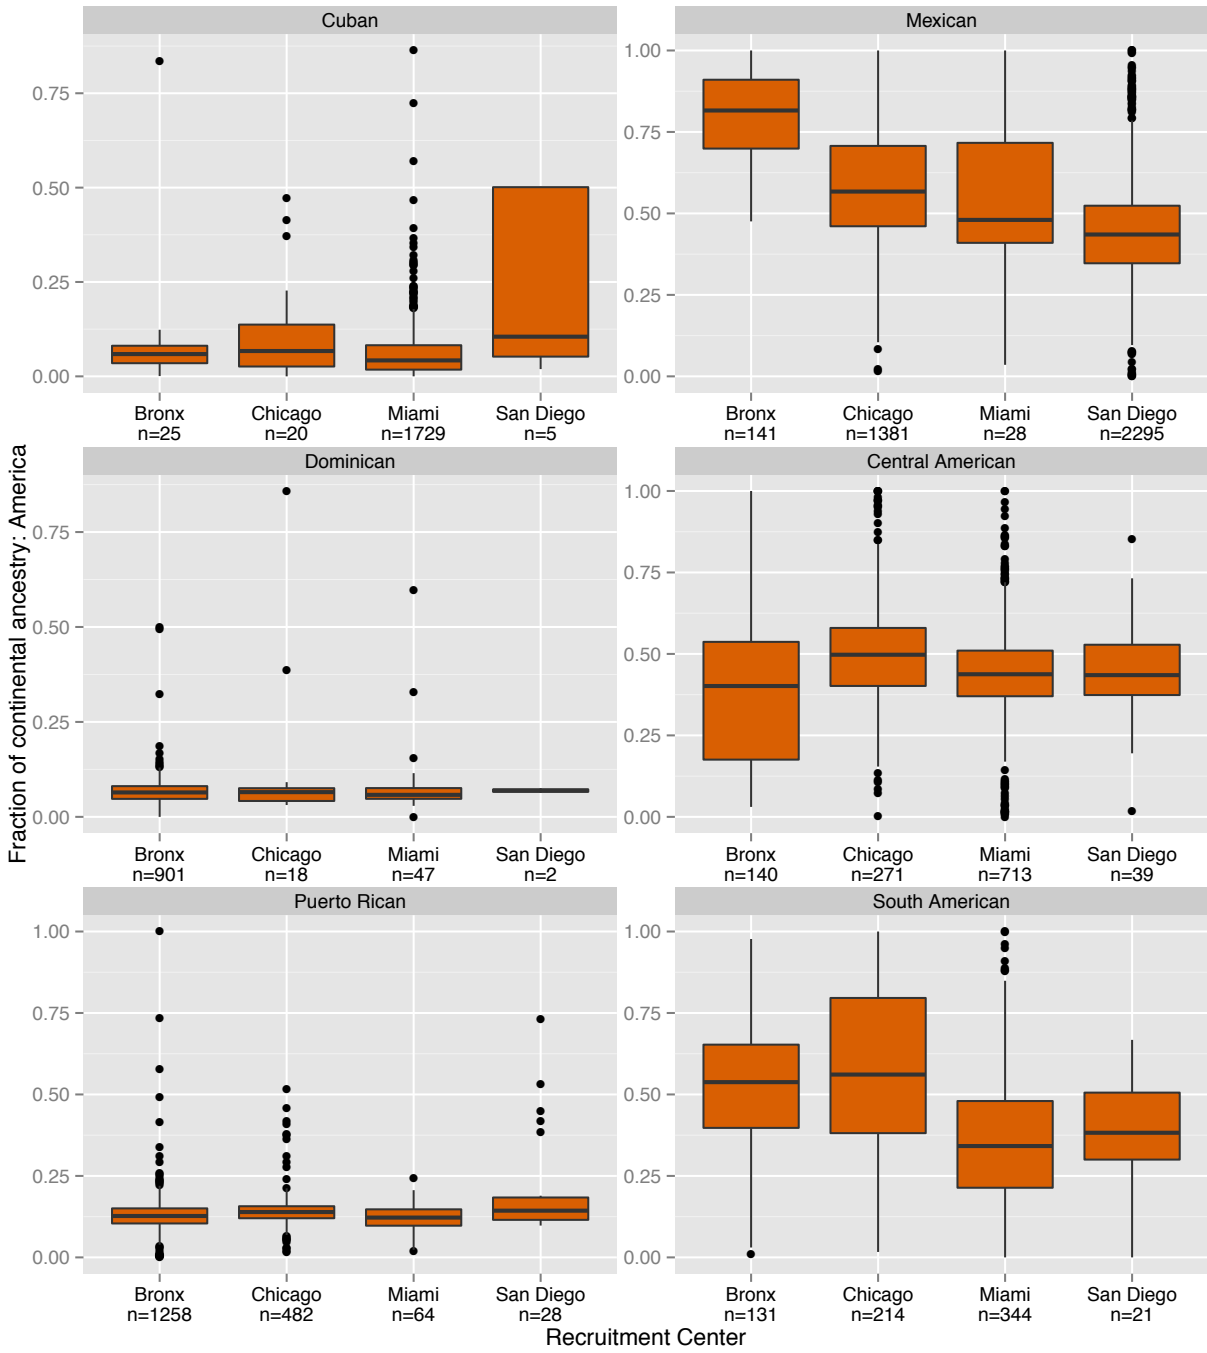 Cuban
0.75
0.50
0.25
0.00
Bronx Chicago Miami San Diego
n=25 n=20 n=1729 n=5
Mexican
1.00
0.75
0.50
0.25
0.00
Bronx Chicago Miami San Diego
n=141 n=1381 n=28 n=2295
Fraction of continental ancestry: America
Dominican
0.75
0.50
0.25
0.00
Bronx Chicago Miami San Diego
n=901 n=18 n=47 n=2
Central American
1.00
0.75
0.50
0.25
0.00
Bronx Chicago Miami San Diego
n=140 n=271 n=713 n=39
Puerto Rican
1.00
0.75
0.50
0.25
0.00
Bronx Chicago Miami San Diego
n=1258 n=482 n=64 n=28
South American
1.00
0.75
0.50
0.25
0.00
Bronx Chicago Miami San Diego
n=131 n=214 n=344 n=21
Recruitment Center